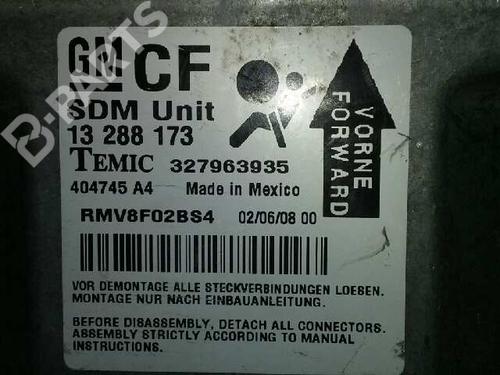 GM CF
SDM Unit
13 288 173
TEMIC 327963935
404745 A4 Made in Mexico
RMV8F02BS4 02/06/08 00
VORNE
FORWARD
VOR DEMONTAGE ALLE STECKVERBINDUNGEN LOESEN.
MONTAGE NUR NACH EINBAUANLEITUNG.
BEFORE DISASSEMBLY, DETACH ALL CONNECTORS.
ASSEMBLY STRICTLY ACCORDING TO MANUAL
INSTRUCTIONS.
B-PARTS